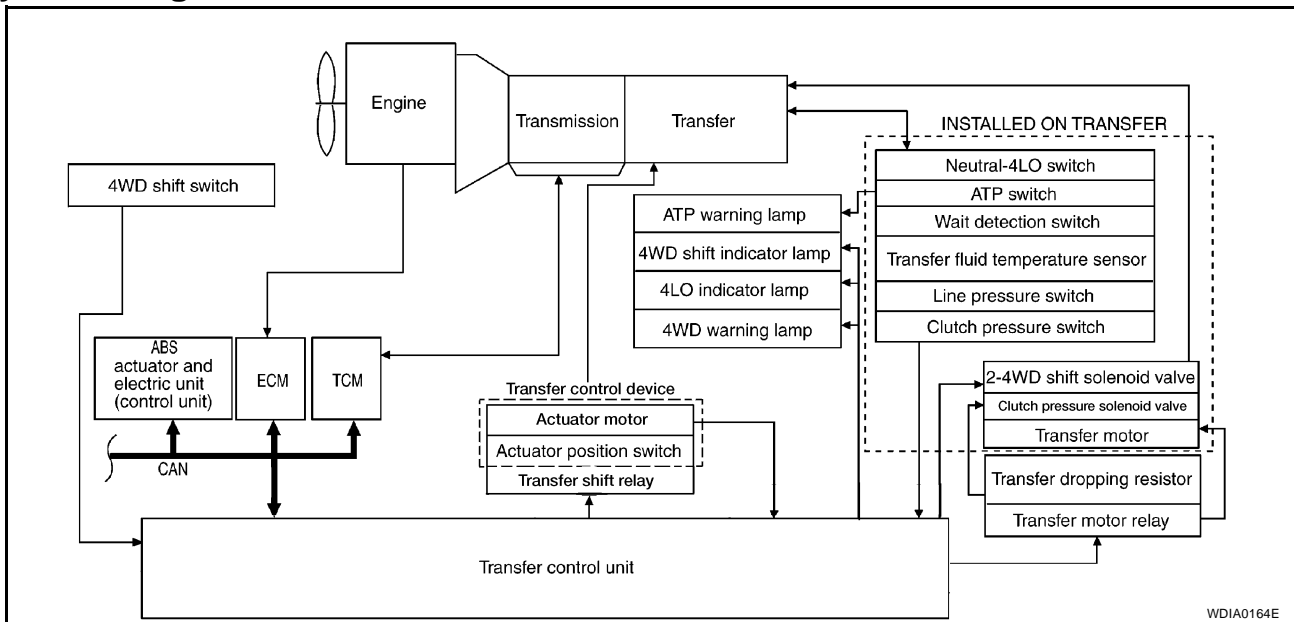 Engine
Transmission
Transfer
INSTALLED ON TRANSFER
4WD shift switch
Neutral-4LO switch
ATP switch
Wait detection switch
Transfer fluid temperature sensor
Line pressure switch
Clutch pressure switch
ATP warning lamp
4WD shift indicator lamp
4LO indicator lamp
4WD warning lamp
ABS
actuator and
electric unit
(control unit)
ECM
TCM
CAN
Transfer control device
Actuator motor
Actuator position switch
Transfer shift relay
2-4WD shift solenoid valve
Clutch pressure solenoid valve
Transfer motor
Transfer dropping resistor
Transfer motor relay
Transfer control unit
WDIA0164E